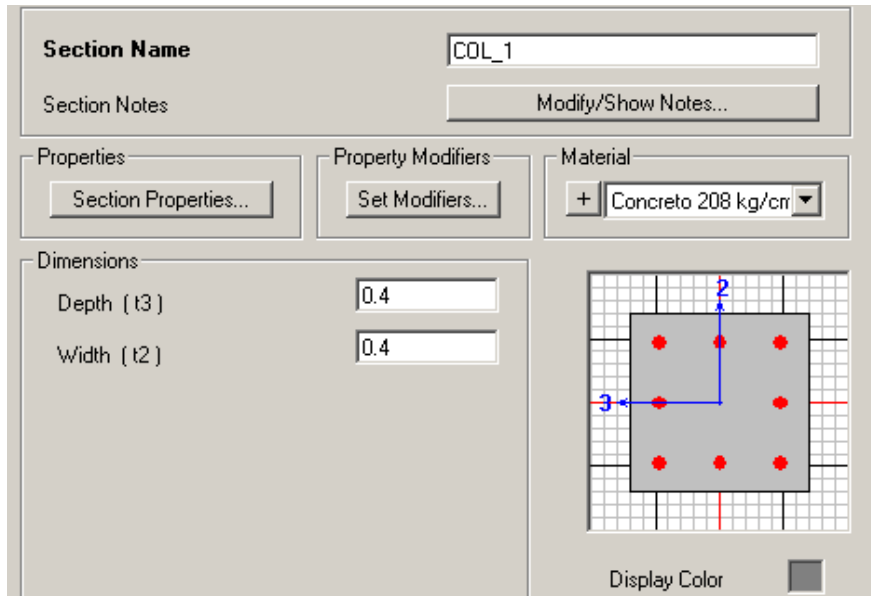 Section Name COL_1
Section Notes Modify/Show Notes...
Properties Property Modifiers Material
Section Properties... Set Modifiers... + Concreto 208 kg/cm
Dimensions
Depth ( t3 ) 0.4
Width ( t2 ) 0.4
2
3
Display Color